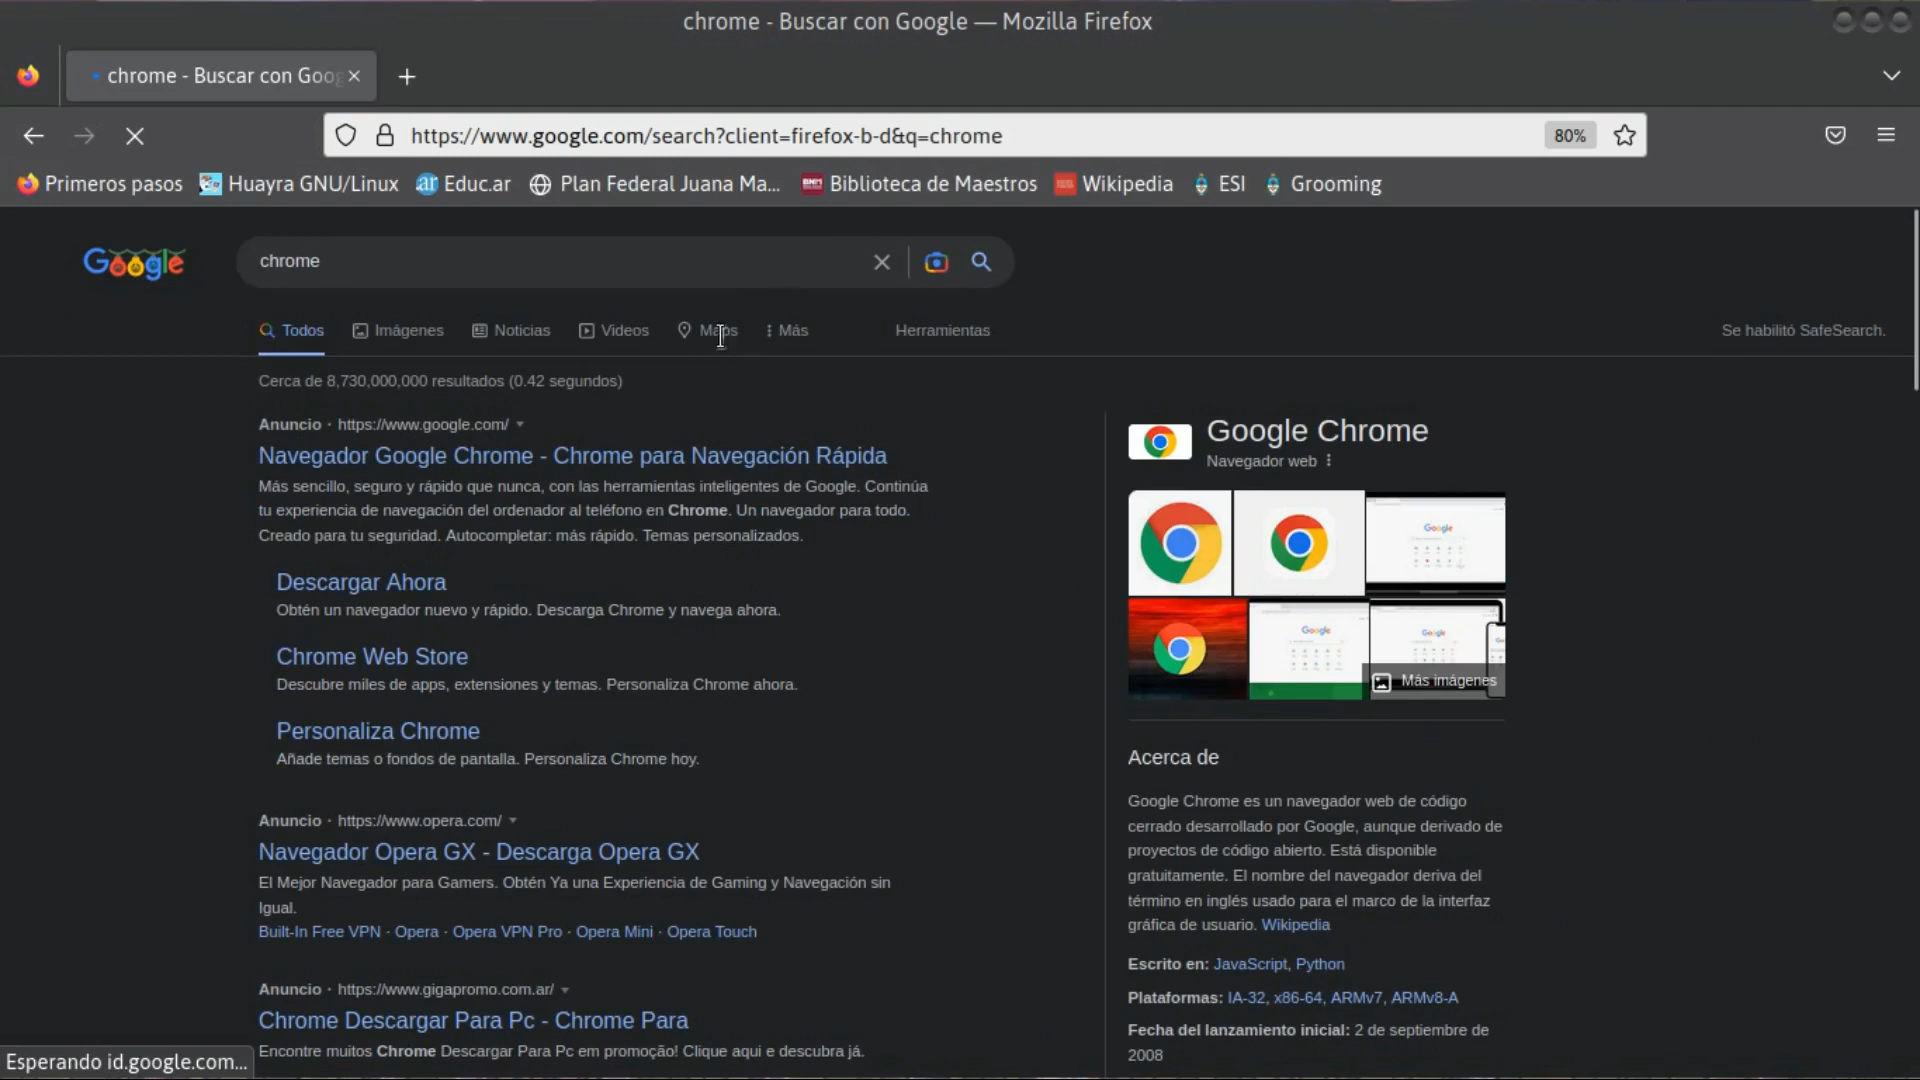 chrome - Buscar con Google — Mozilla Firefox
chrome - Buscar con Goog
https://www.google.com/search?client=firefox-b-d&q=chrome
80%
Primeros pasos
Huayra GNU/Linux
Educ.ar
Plan Federal Juana Ma...
Biblioteca de Maestros
Wikipedia
ESI
Grooming
Google
chrome
Todos
Imágenes
Noticias
Videos
Maps
Más
Herramientas
Se habilitó SafeSearch.
Cerca de 8,730,000,000 resultados (0.42 segundos)
Anuncio · https://www.google.com/
Navegador Google Chrome - Chrome para Navegación Rápida
Más sencillo, seguro y rápido que nunca, con las herramientas inteligentes de Google. Continúa
tu experiencia de navegación del ordenador al teléfono en Chrome. Un navegador para todo.
Creado para tu seguridad. Autocompletar: más rápido. Temas personalizados.
Descargar Ahora
Obtén un navegador nuevo y rápido. Descarga Chrome y navega ahora.
Chrome Web Store
Descubre miles de apps, extensiones y temas. Personaliza Chrome ahora.
Personaliza Chrome
Añade temas o fondos de pantalla. Personaliza Chrome hoy.
Anuncio · https://www.opera.com/
Navegador Opera GX - Descarga Opera GX
El Mejor Navegador para Gamers. Obtén Ya una Experiencia de Gaming y Navegación sin
Igual.
Built-In Free VPN · Opera · Opera VPN Pro · Opera Mini · Opera Touch
Anuncio · https://www.gigapromo.com.ar/
Chrome Descargar Para Pc - Chrome Para
Encontre muitos Chrome Descargar Para Pc em promoção! Clique aqui e descubra já.
Google Chrome
Navegador web
Google
Google
Google
Más imágenes
Acerca de
Google Chrome es un navegador web de código
cerrado desarrollado por Google, aunque derivado de
proyectos de código abierto. Está disponible
gratuitamente. El nombre del navegador deriva del
término en inglés usado para el marco de la interfaz
gráfica de usuario. Wikipedia
Escrito en: JavaScript, Python
Plataformas: IA-32, x86-64, ARMv7, ARMv8-A
Fecha del lanzamiento inicial: 2 de septiembre de
2008
Esperando id.google.com...